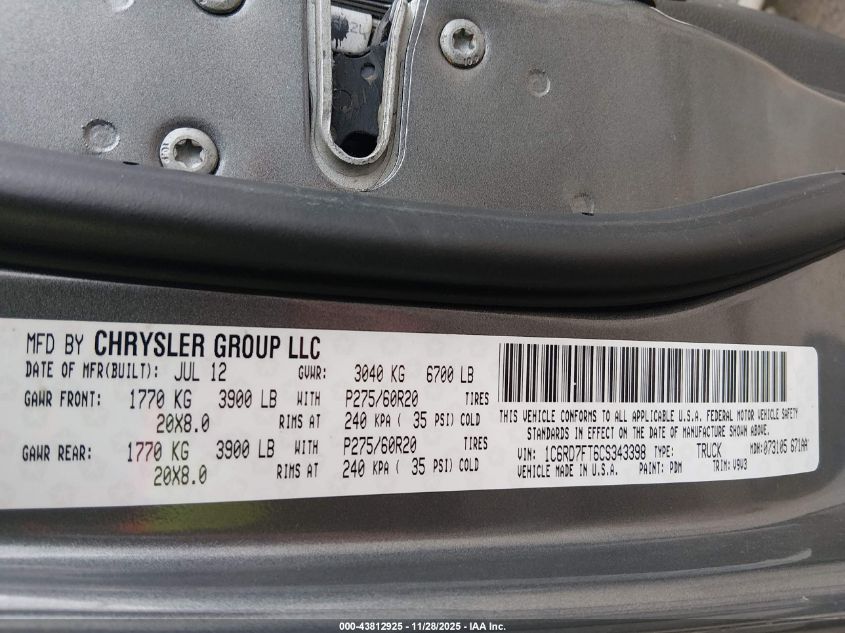 MFD BY CHRYSLER GROUP LLC
DATE OF MFR(BUILT): JUL 12 GVWR: 3040 KG 6700 LB
GAWR FRONT: 1770 KG 3900 LB WITH P275/60R20 TIRES
20X8.0 RIMS AT 240 KPA ( 35 PSI) COLD
GAWR REAR: 1770 KG 3900 LB WITH P275/60R20 TIRES
20X8.0 RIMS AT 240 KPA ( 35 PSI) COLD
THIS VEHICLE CONFORMS TO ALL APPLICABLE U.S.A. FEDERAL MOTOR VEHICLE SAFETY
STANDARDS IN EFFECT ON THE DATE OF MANUFACTURE SHOWN ABOVE.
VIN: 1C6RD7FT6CS343398 TYPE: TRUCK MDH:073105 671AA
VEHICLE MADE IN U.S.A. PAINT: PDM TRIM: V9V3
000-43812925 - 11/28/2025 - IAA Inc.